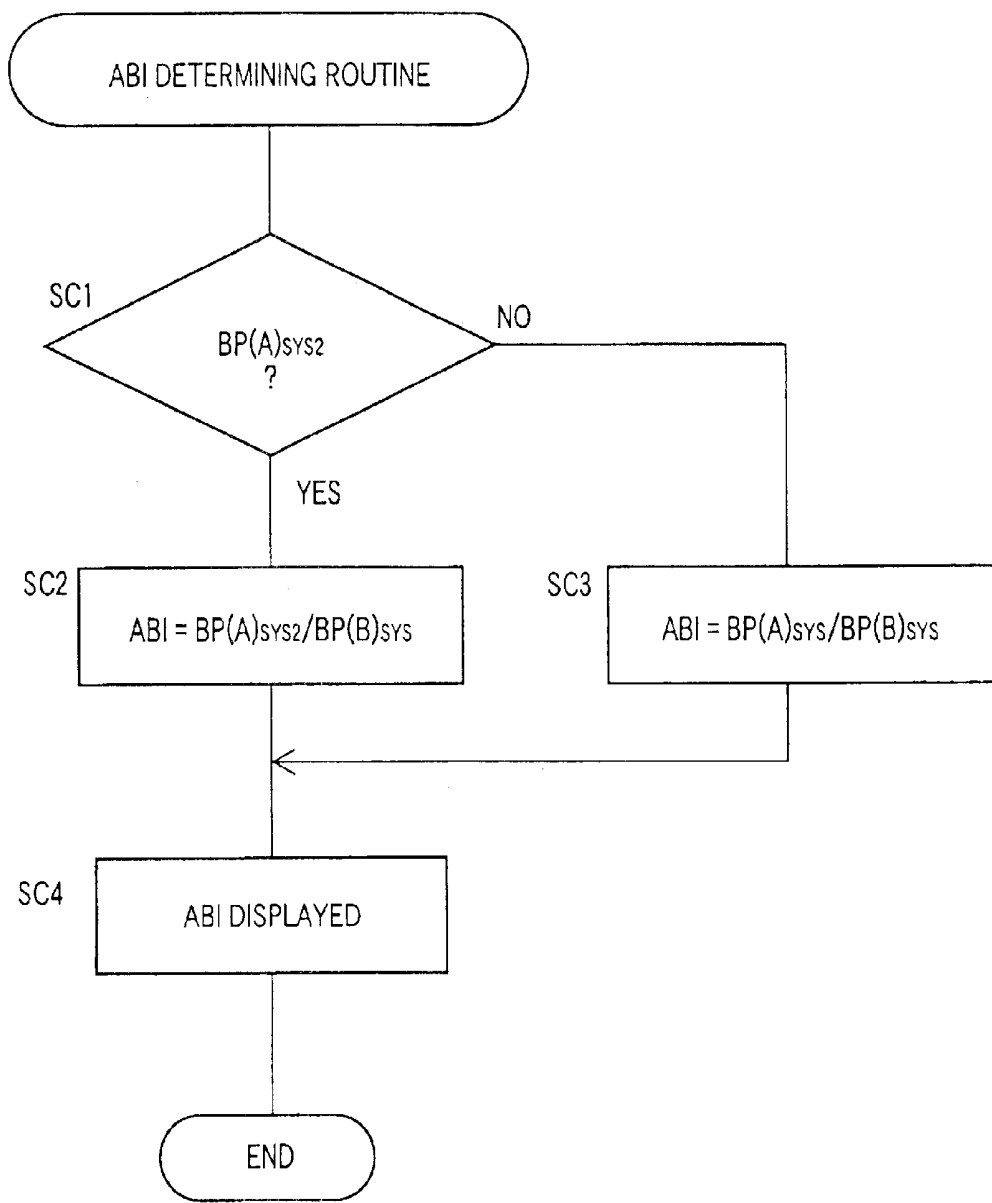 ABI DETERMINING ROUTINE
SC1
BP(A)SYS2
?
NO
YES
SC2
ABI = BP(A)SYS2/BP(B)SYS
SC3
ABI = BP(A)SYS/BP(B)SYS
SC4
ABI DISPLAYED
END